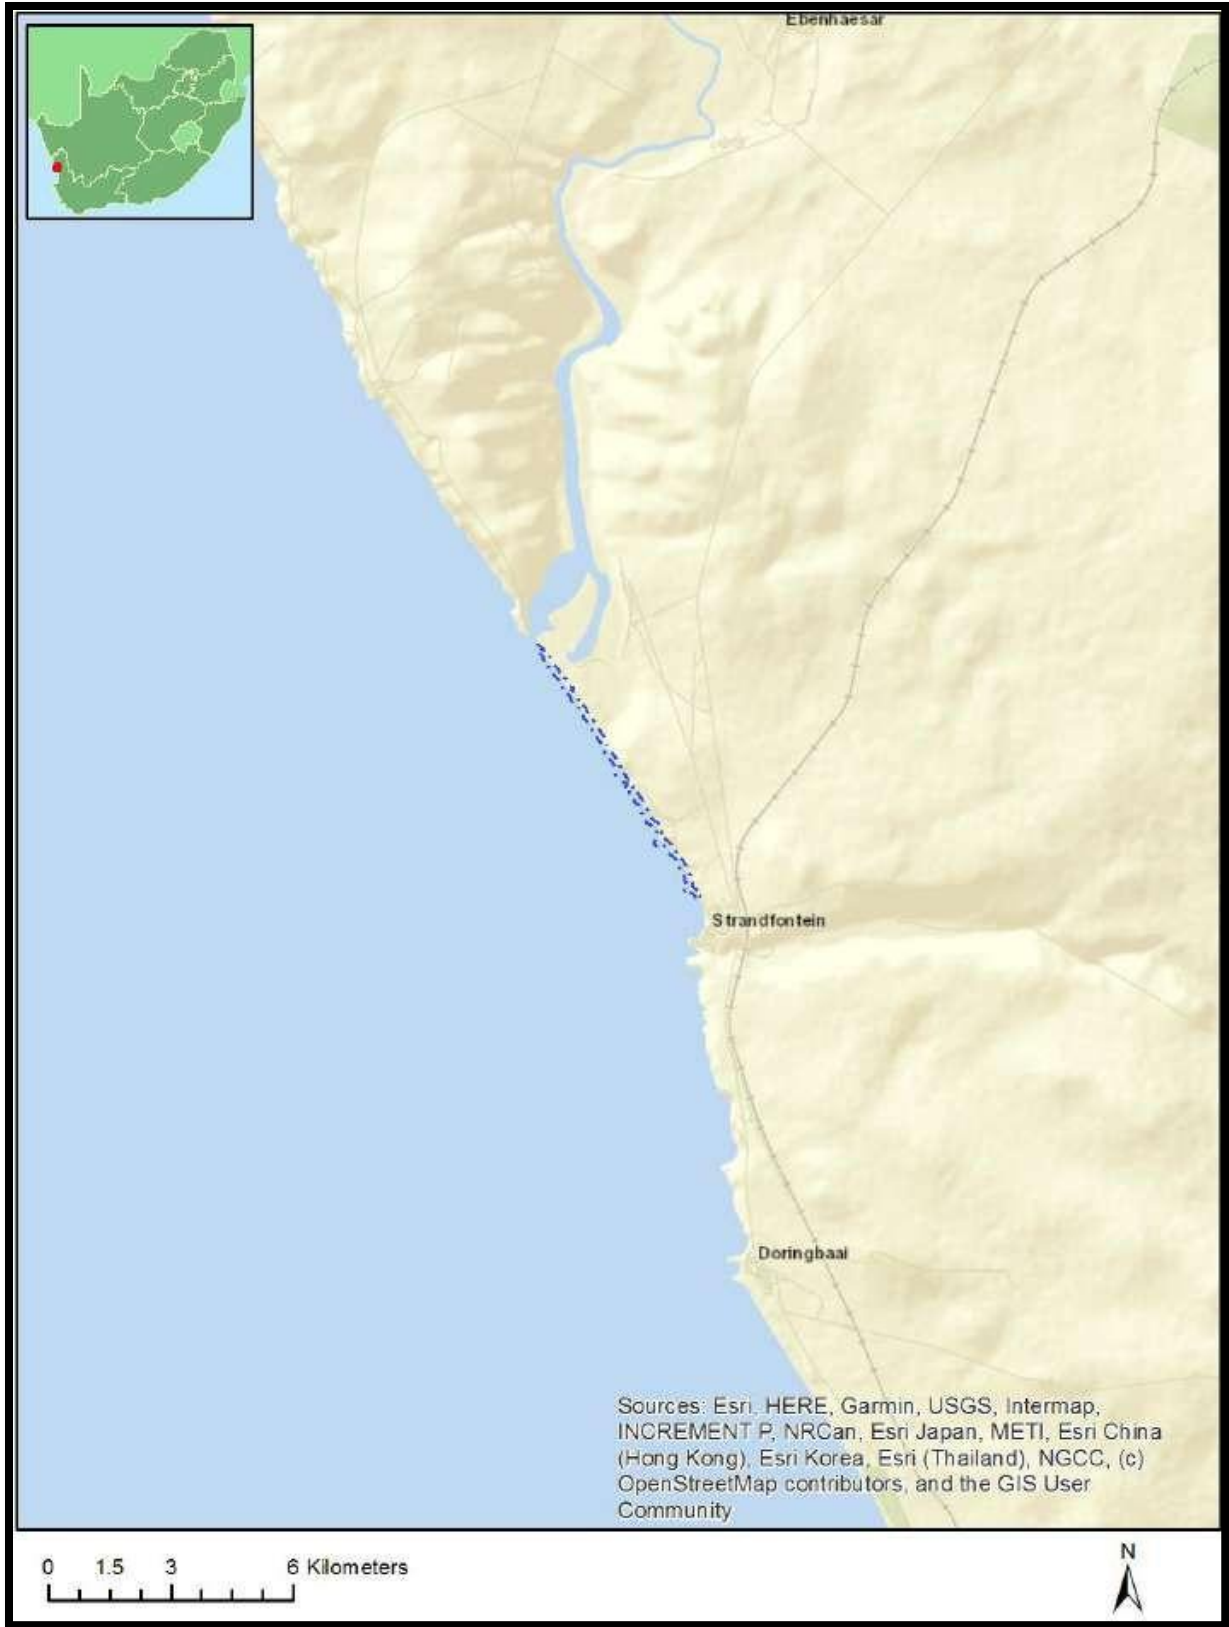 Ebenhaesar
Strandfontein
Doringbaai
Sources: Esri, HERE, Garmin, USGS, Intermap,
INCREMENT P, NRCan, Esri Japan, METI, Esri China
(Hong Kong), Esri Korea, Esri (Thailand), NGCC, (c)
OpenStreetMap contributors, and the GIS User
Community
0 1.5 3 6 Kilometers
N